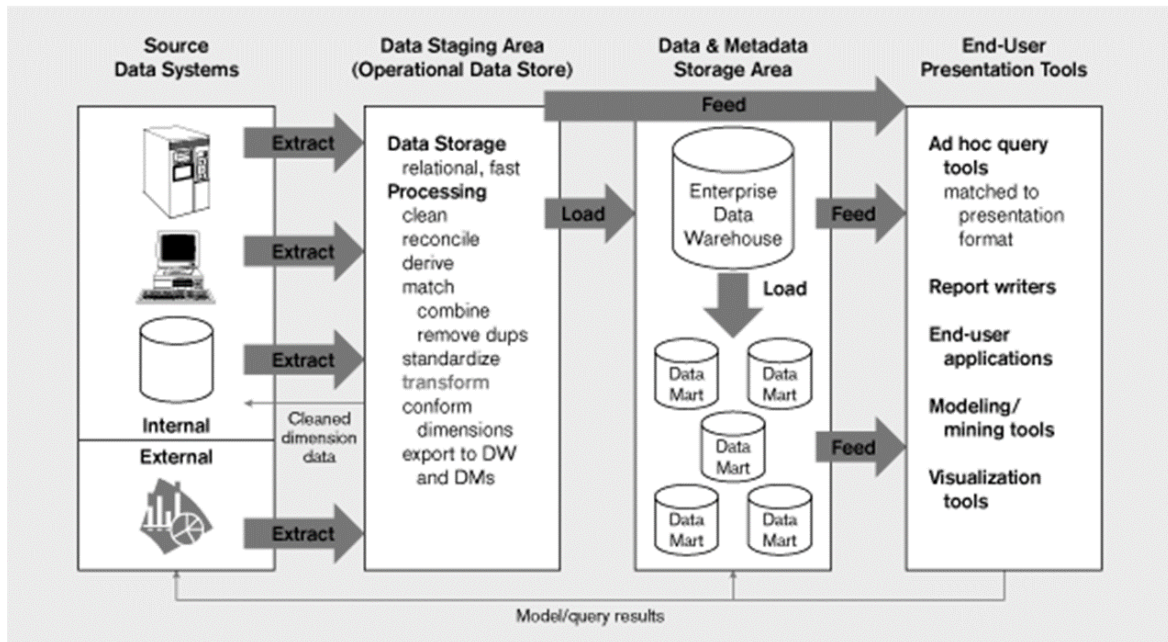 Source
Data Systems
Data Staging Area
(Operational Data Store)
Data & Metadata
Storage Area
End-User
Presentation Tools
Extract
Extract
Extract
Internal
External
Extract
Cleaned
dimension
data
Data Storage
relational, fast
Processing
clean
reconcile
derive
match
combine
remove dups
standardize
transform
conform
dimensions
export to DW
and DMs
Feed
Load
Enterprise
Data
Warehouse
Load
Data
Mart
Data
Mart
Data
Mart
Data
Mart
Data
Mart
Feed
Feed
Ad hoc query
tools
matched to
presentation
format
Report writers
End-user
applications
Modeling/
mining tools
Visualization
tools
Model/query results